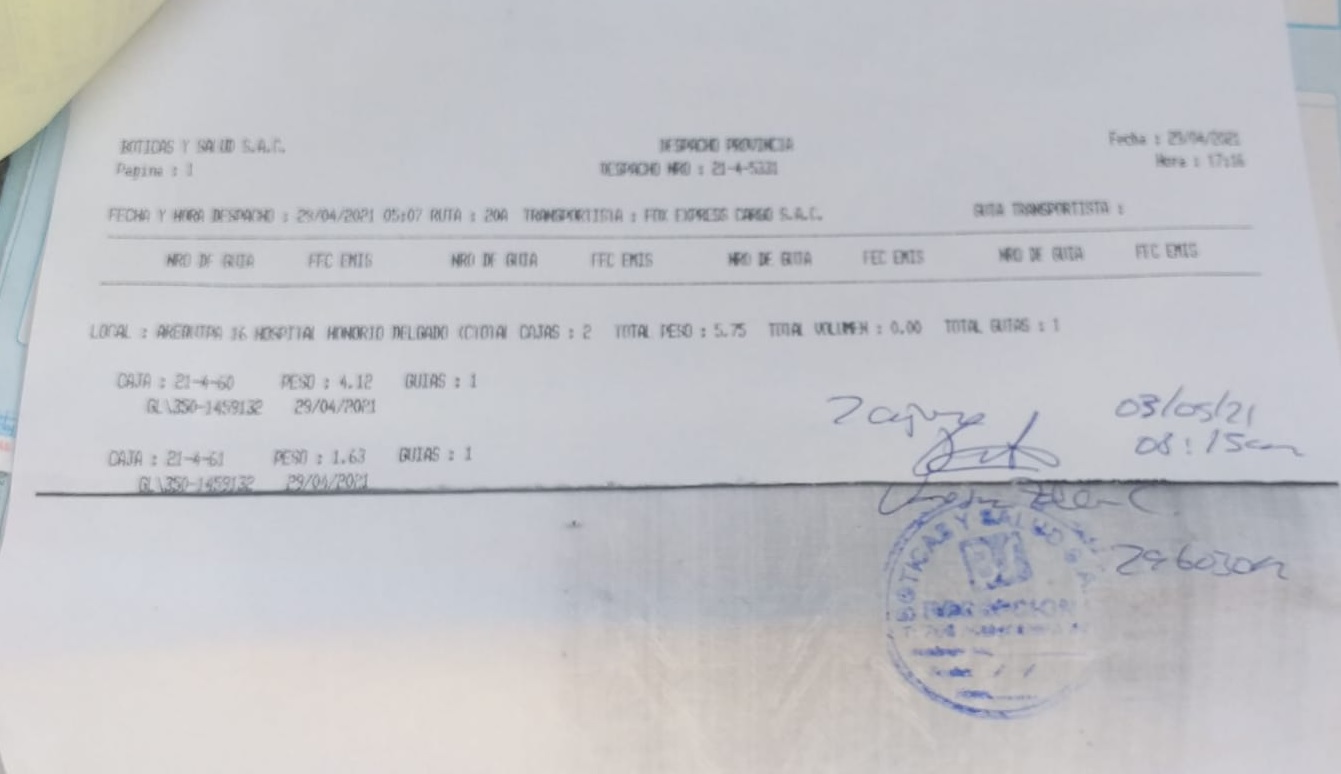 BOTICAS Y SALUD S.A.C. DESPACHO PROVINCIA Fecha : 29/04/2021
Pagina : 1 DESPACHO NRO : 21-4-5331 Hora : 17:16
FECHA Y HORA DESPACHO : 29/04/2021 05:07 RUTA : 20A TRANSPORTISTA : FOX EXPRESS CARGO S.A.C. GUIA TRANSPORTISTA :
NRO DE GUIA FEC EMIS NRO DE GUIA FEC EMIS NRO DE GUIA FEC EMIS NRO DE GUIA FEC EMIS
LOCAL : AREQUIPA 16 HOSPITAL HONORIO DELGADO CAJAS : 2 TOTAL PESO : 5.75 TOTAL VOLUMEN : 0.00 TOTAL GUIAS : 1
CAJA : 21-4-60 PESO : 4.12 GUIAS : 1
GL\350-1459132 29/04/2021
CAJA : 21-4-61 PESO : 1.63 GUIAS : 1
GL\350-1459132 29/04/2021
2 cajas
03/05/21
08:15am
BOTICAS Y SALUD S.A.